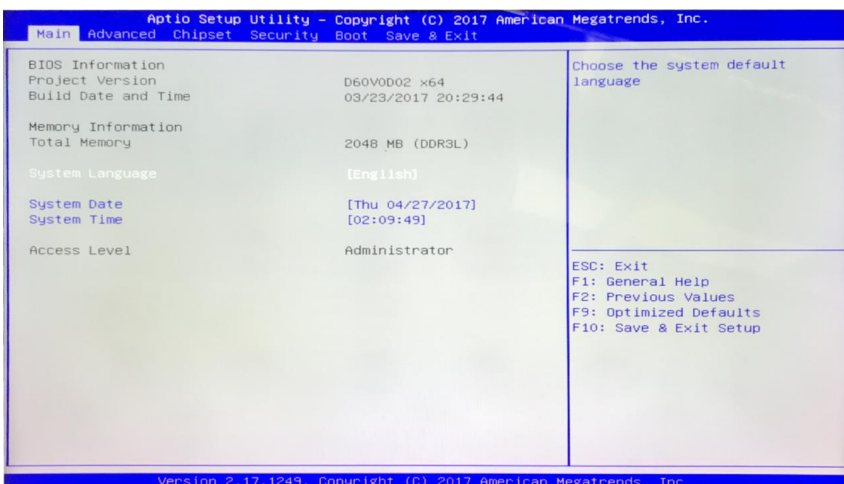 Aptio Setup Utility – Copyright (C) 2017 American Megatrends, Inc.
Main Advanced Chipset Security Boot Save & Exit
BIOS Information
Project Version D60V0D02 x64
Build Date and Time 03/23/2017 20:29:44
Memory Information
Total Memory 2048 MB (DDR3L)
System Language [English]
System Date [Thu 04/27/2017]
System Time [02:09:49]
Access Level Administrator
Choose the system default
language
ESC: Exit
F1: General Help
F2: Previous Values
F9: Optimized Defaults
F10: Save & Exit Setup
Version 2.17.1249. Copyright (C) 2017 American Megatrends, Inc.